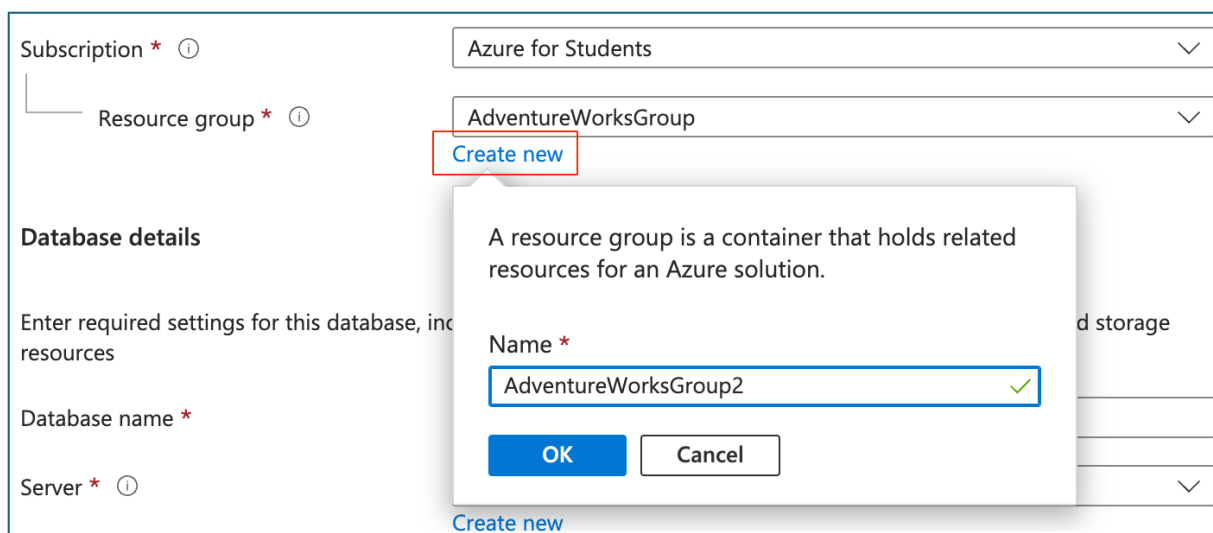 Subscription *
Azure for Students
Resource group *
AdventureWorksGroup
Create new
Database details
A resource group is a container that holds related
resources for an Azure solution.
Enter required settings for this database, inc
d storage
resources
Name *
AdventureWorksGroup2
Database name *
OK
Cancel
Server *
Create new